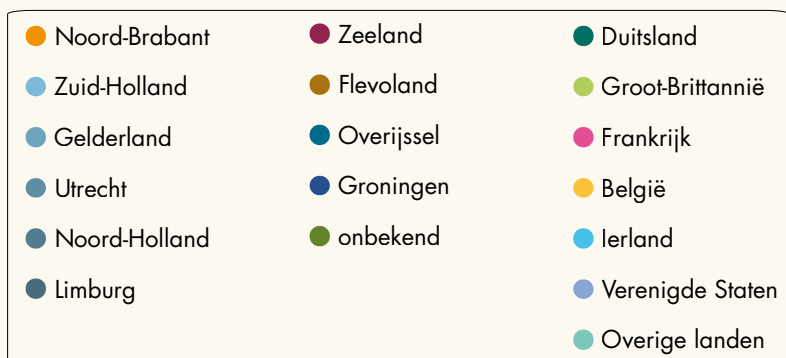 Noord-Brabant
Zuid-Holland
Gelderland
Utrecht
Noord-Holland
Limburg
Zeeland
Flevoland
Overijssel
Groningen
onbekend
Duitsland
Groot-Brittannië
Frankrijk
België
Ierland
Verenigde Staten
Overige landen